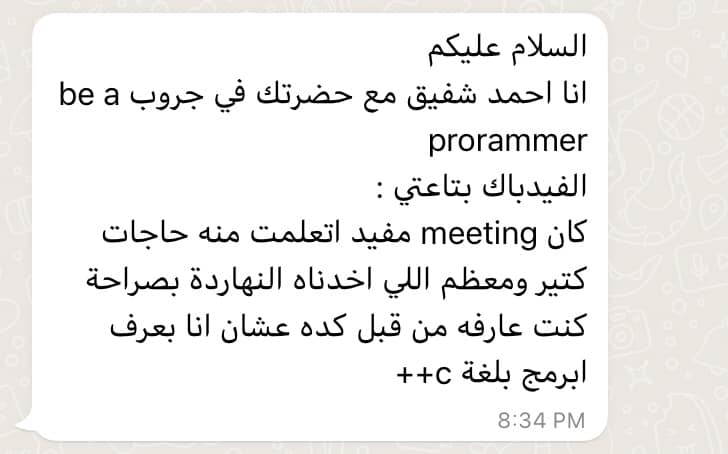 السلام عليكم
انا احمد شفيق مع حضرتك في جروب be a
prorammer
الفيدباك بتاعتي :
كان meeting مفيد اتعلمت منه حاجات
كتير ومعظم اللي اخدناه النهاردة بصراحة
كنت عارفه من قبل كده عشان انا بعرف
ابرمج بلغة c++
8:34 PM